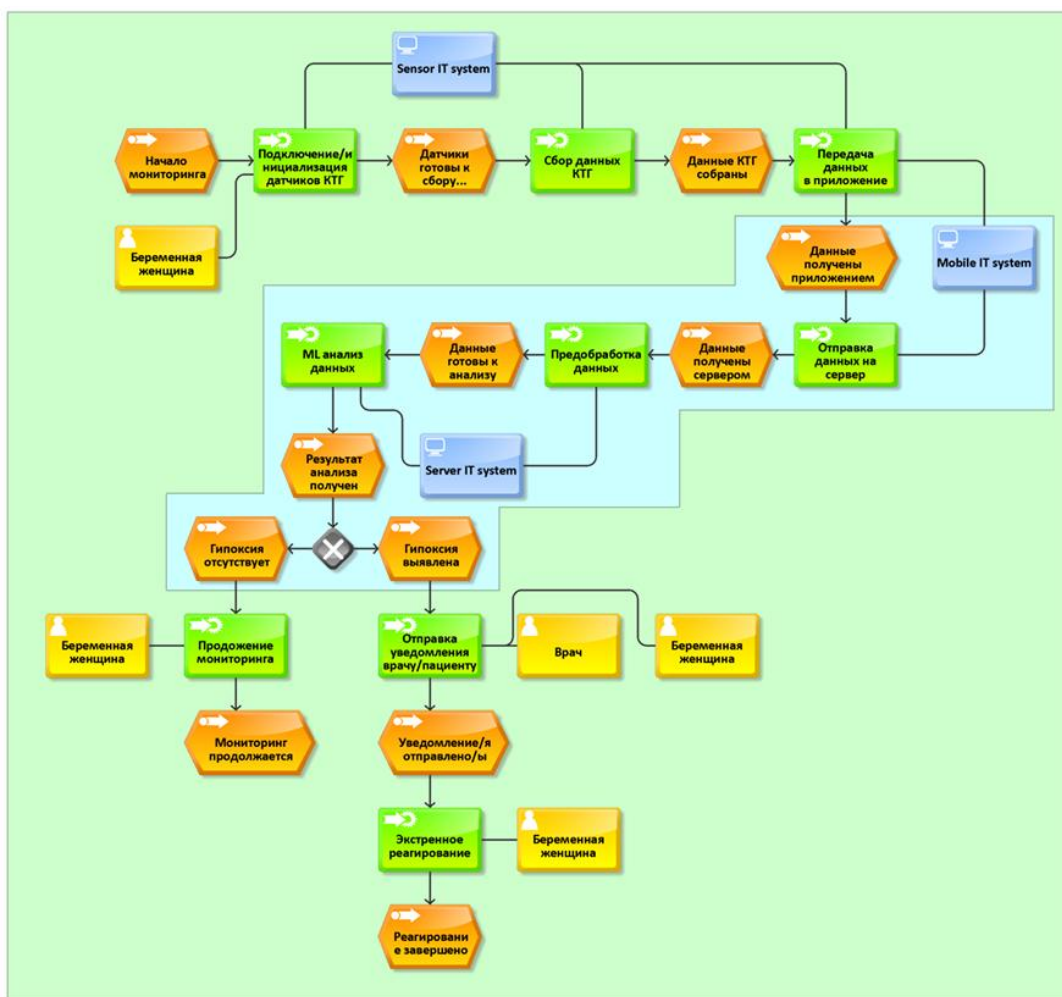 Sensor IT system
Начало
мониторинга
Подключение/и
нициализация
датчиков КТГ
Датчики
готовы к
сбору...
Сбор данных
КТГ
Данные КТГ
собраны
Передача
данных
в приложение
Беременная
женщина
Данные
получены
приложением
Mobile IT system
ML анализ
данных
Данные
готовы к
анализу
Предобработка
данных
Данные
получены
сервером
Отправка
данных на
сервер
Результат
анализа
получен
Server IT system
Гипоксия
отсутствует
Гипоксия
выявлена
Беременная
женщина
Продожение
мониторинга
Отправка
уведомления
врачу/пациенту
Врач
Беременная
женщина
Мониторинг
продолжается
Уведомление/я
отправлено/ы
Экстренное
реагирование
Беременная
женщина
Реагировани
е завершено